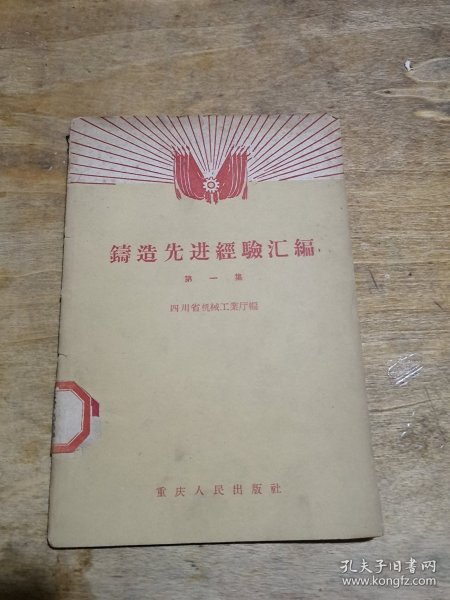 鑄造先进經驗汇編
第一集
四川省机械工業厅編
重庆人民出版社
孔夫子旧书网
www.kongfz.com